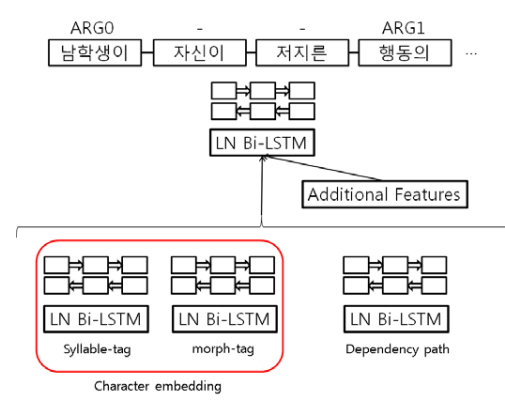 ARG0 - - ARG1
남학생이 자신이 저지른 행동의 ...
LN Bi-LSTM
Additional Features
LN Bi-LSTM LN Bi-LSTM LN Bi-LSTM
Syllable-tag morph-tag Dependency path
Character embedding